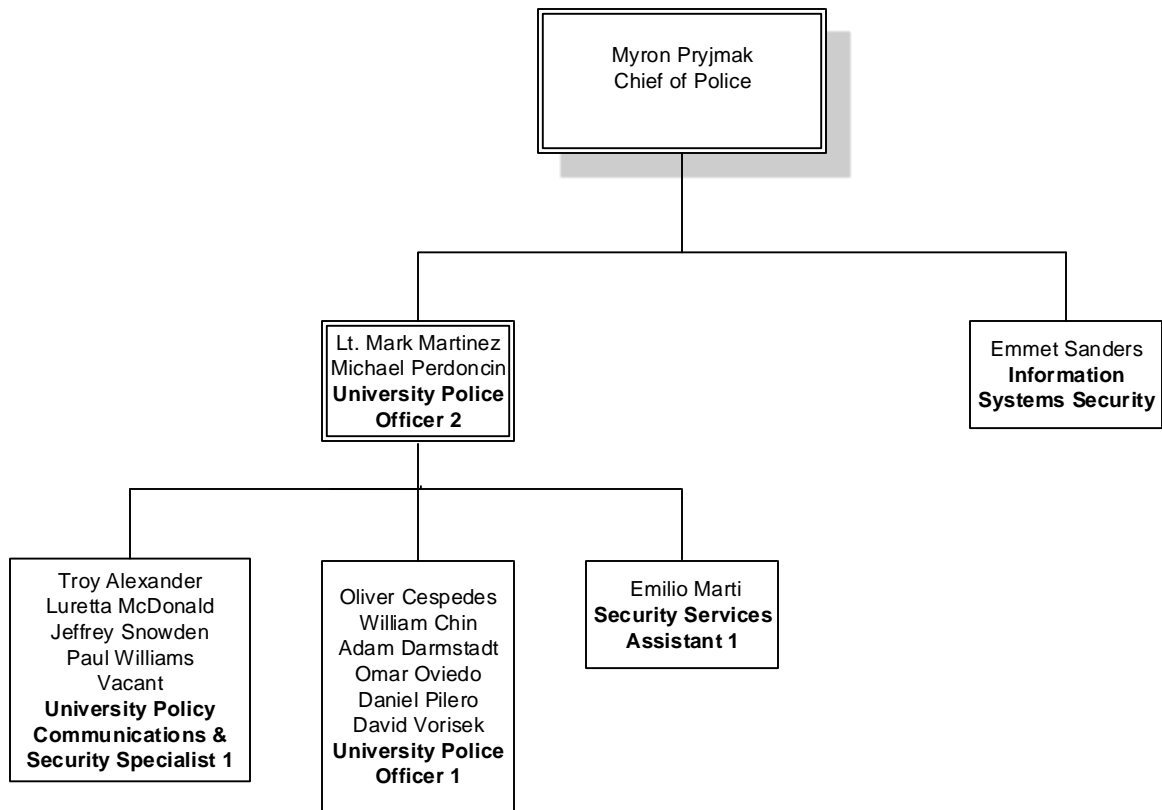 Myron Pryjmak
Chief of Police
Lt. Mark Martinez
Michael Perdoncin
University Police
Officer 2
Emmet Sanders
Information
Systems Security
Troy Alexander
Luretta McDonald
Jeffrey Snowden
Paul Williams
Vacant
University Policy
Communications &
Security Specialist 1
Oliver Cespedes
William Chin
Adam Darmstadt
Omar Oviedo
Daniel Pilero
David Vorisek
University Police
Officer 1
Emilio Marti
Security Services
Assistant 1